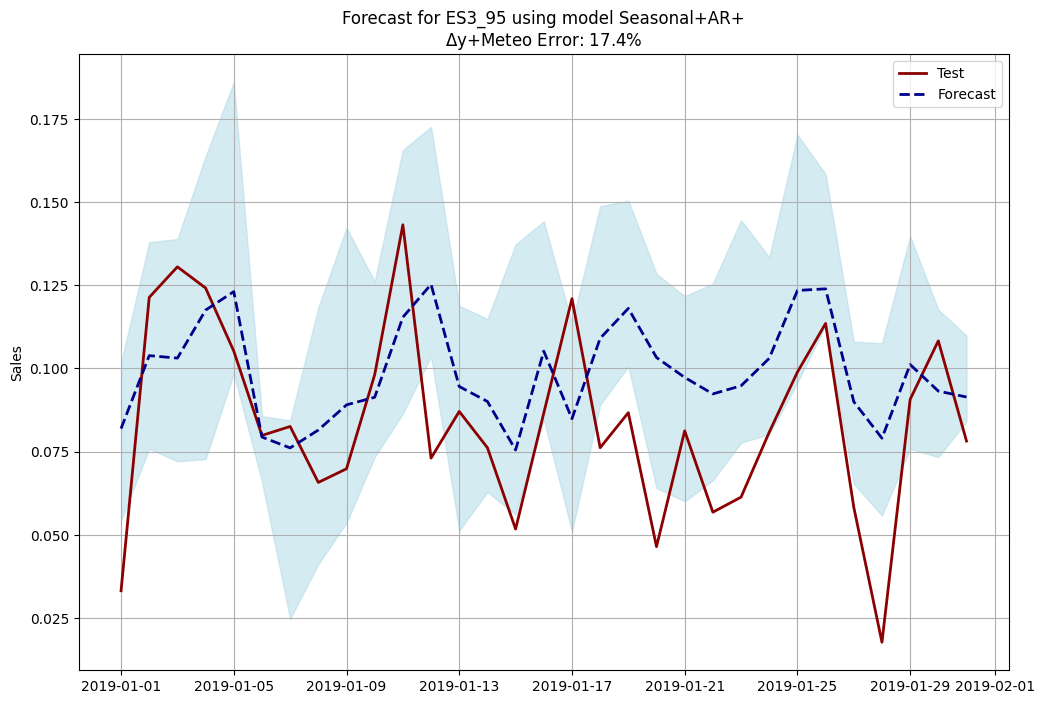 Forecast for ES3_95 using model Seasonal+AR+
Δy+Meteo Error: 17.4%
Test
Forecast
Sales
0.175
0.150
0.125
0.100
0.075
0.050
0.025
2019-01-01 2019-01-05 2019-01-09 2019-01-13 2019-01-17 2019-01-21 2019-01-25 2019-01-29 2019-02-01